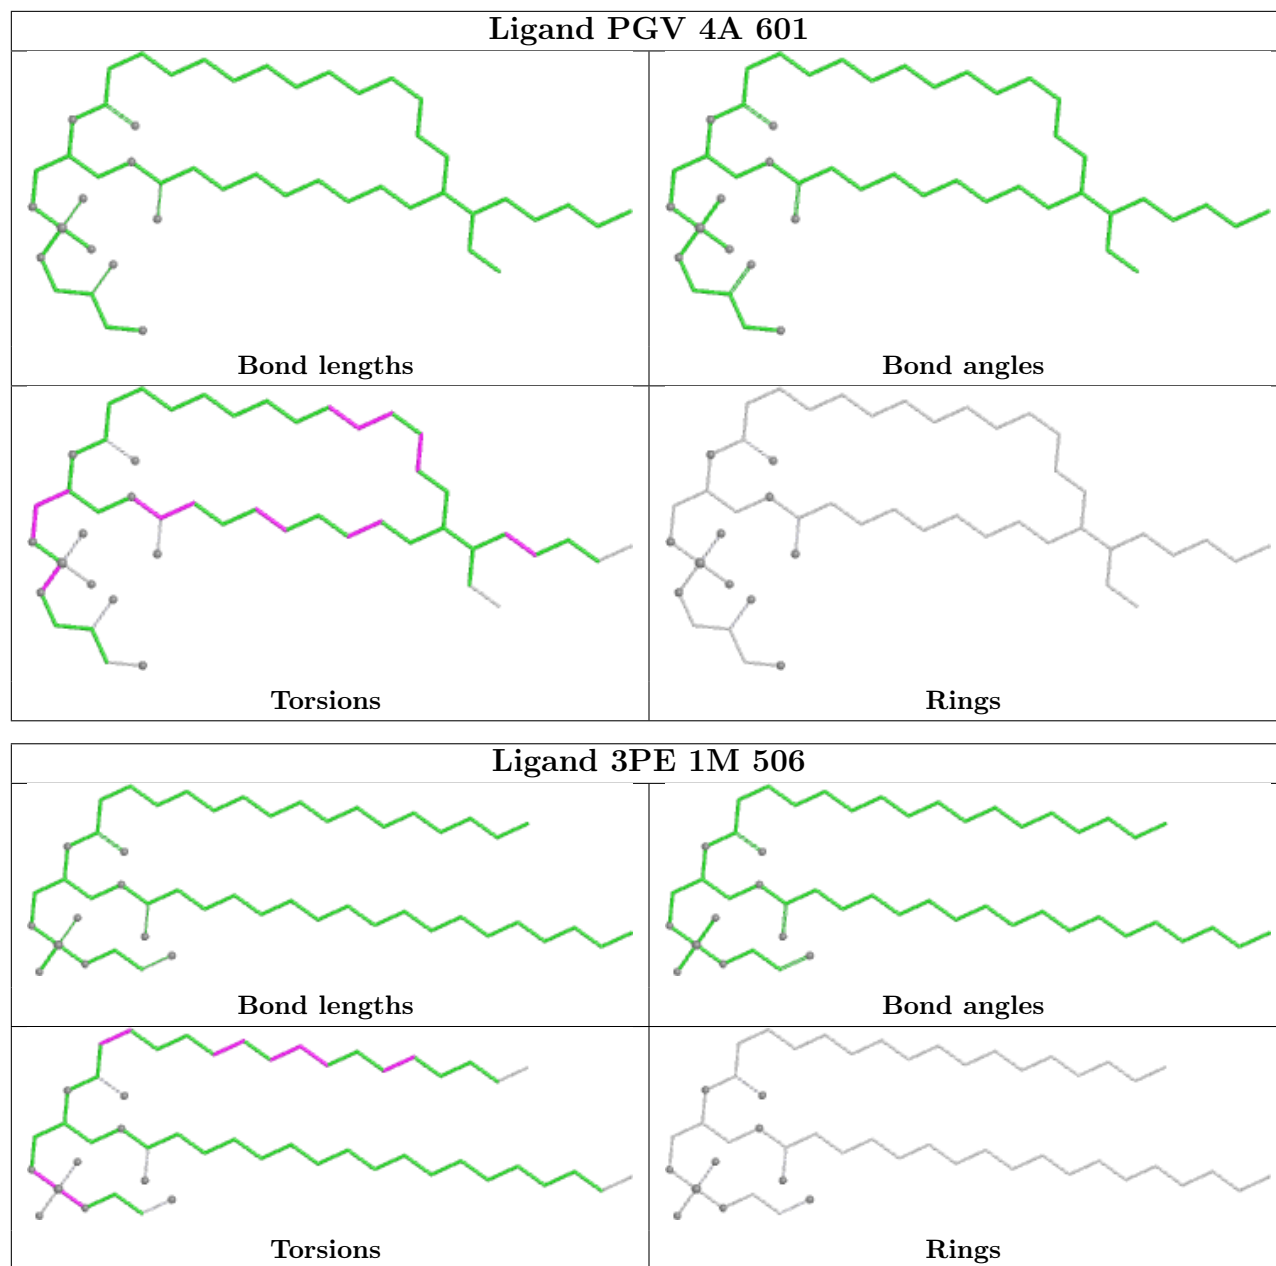 Ligand PGV 4A 601
Bond lengths
Bond angles
Torsions
Rings
Ligand 3PE 1M 506
Bond lengths
Bond angles
Torsions
Rings